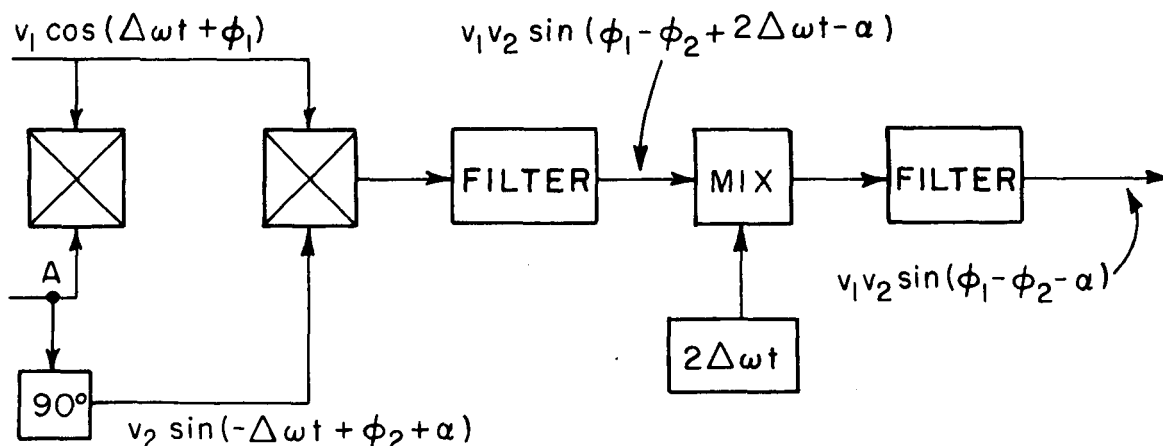 v₁ cos (Δωt + ϕ₁)
v₁v₂ sin (ϕ₁ - ϕ₂ + 2Δωt - α)
FILTER
MIX
FILTER
A
v₁v₂ sin (ϕ₁ - ϕ₂ - α)
2Δωt
90°
v₂ sin (-Δωt + ϕ₂ + α)